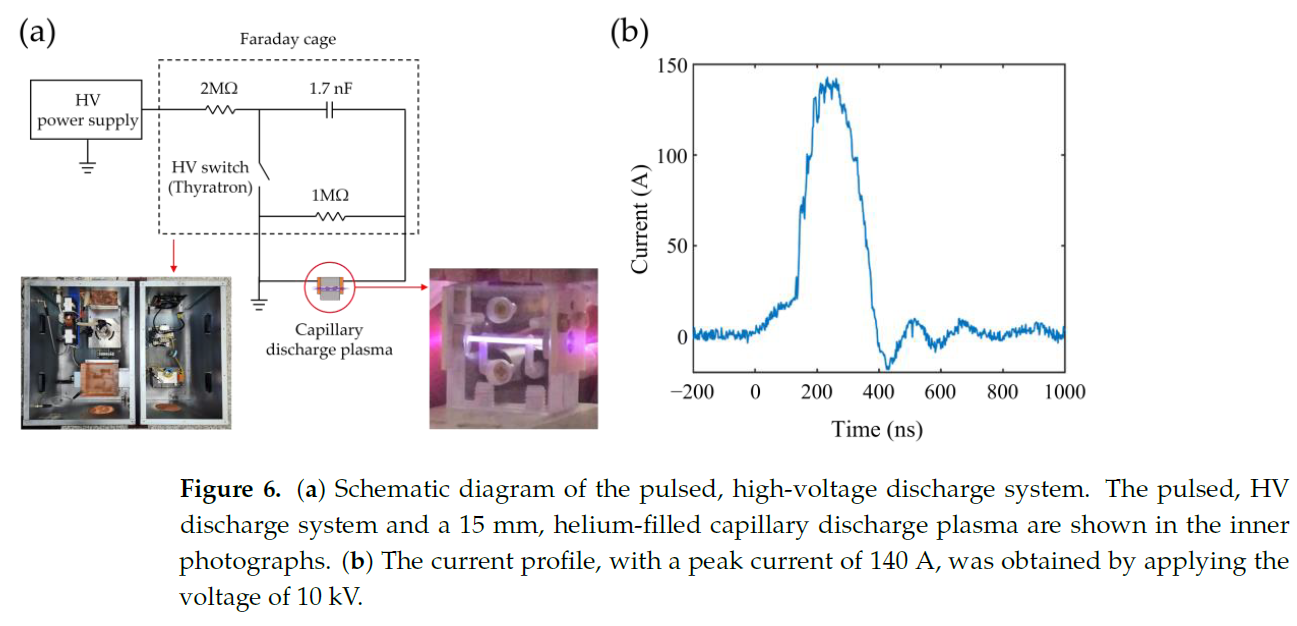 (a)
Faraday cage
HV
power supply
2MΩ
1.7 nF
HV switch
(Thyratron)
1MΩ
Capillary
discharge plasma
(b)
150
100
50
0
−200
0
200
400
600
800
1000
Current (A)
Time (ns)
Figure 6. (a) Schematic diagram of the pulsed, high-voltage discharge system. The pulsed, HV
discharge system and a 15 mm, helium-filled capillary discharge plasma are shown in the inner
photographs. (b) The current profile, with a peak current of 140 A, was obtained by applying the
voltage of 10 kV.